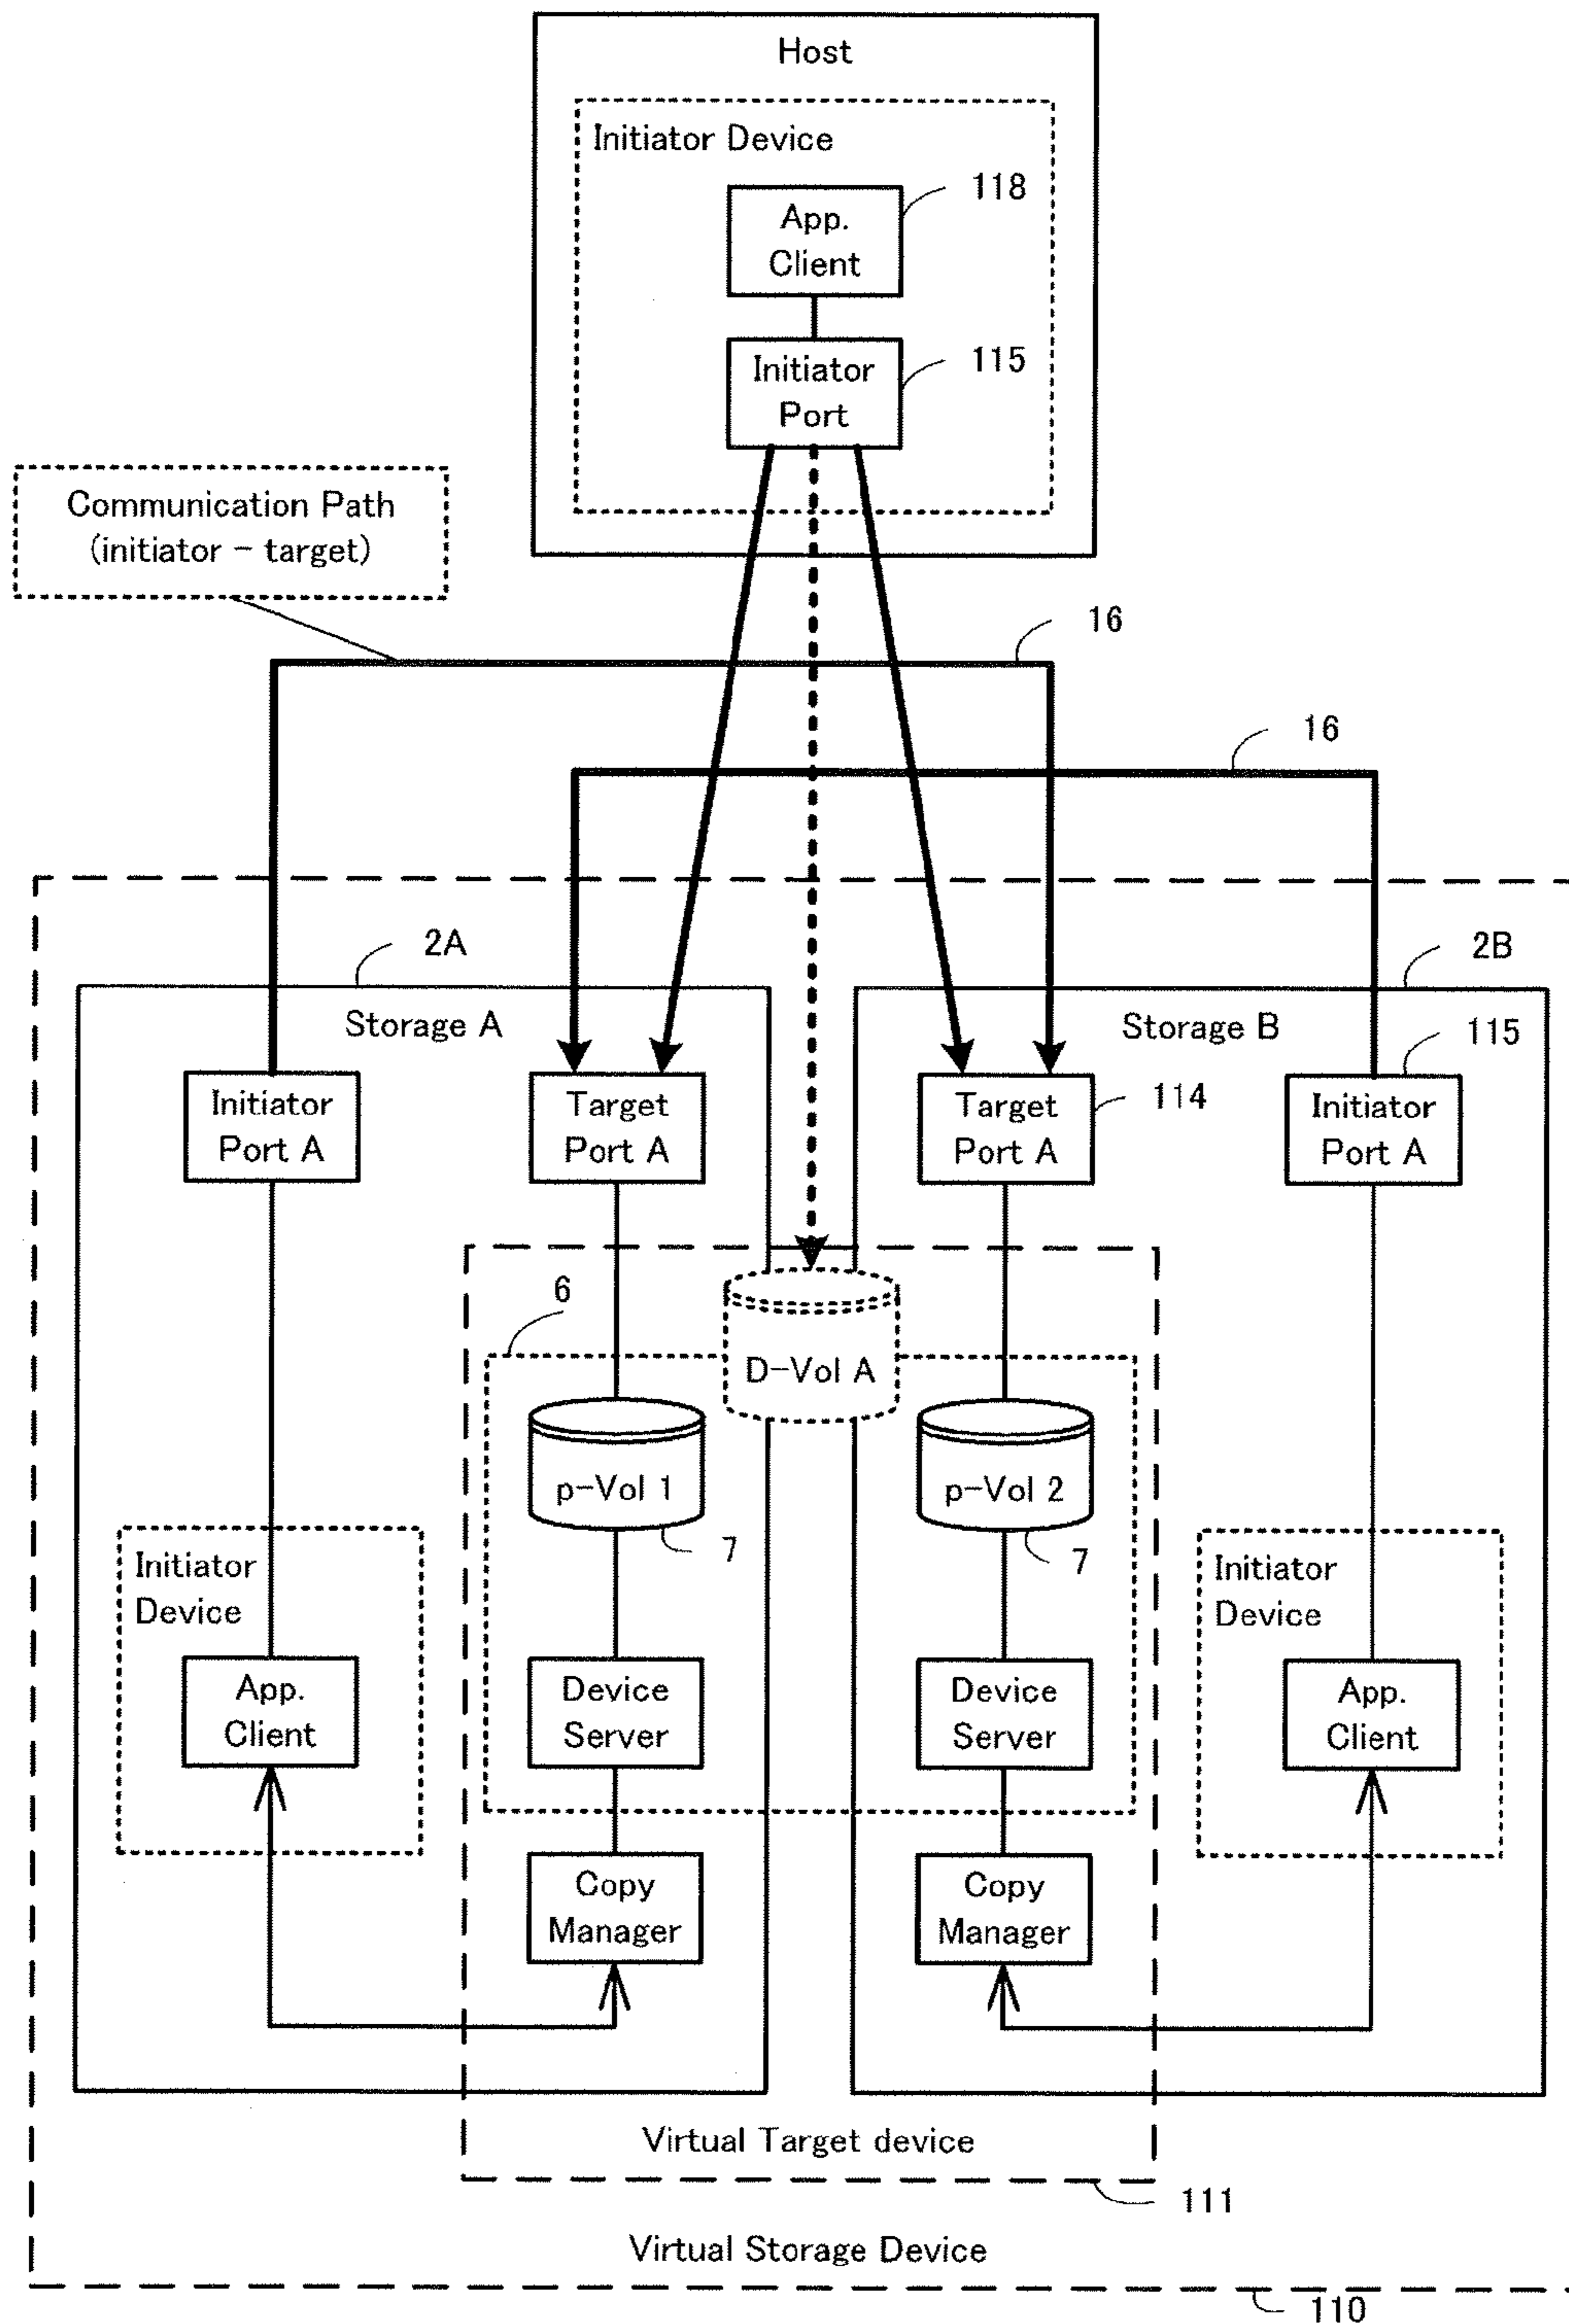 Host
Initiator Device
118
App.
Client
115
Initiator
Port
Communication Path
(initiator - target)
16
16
2A
2B
Storage A
Storage B
115
Initiator
Port A
Target
Port A
Target
Port A
114
Initiator
Port A
6
D-Vol A
p-Vol 1
p-Vol 2
7
7
Initiator
Device
Initiator
Device
App.
Client
Device
Server
Device
Server
App.
Client
Copy
Manager
Copy
Manager
Virtual Target device
111
Virtual Storage Device
110